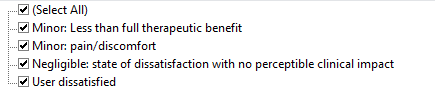 (Select All)
Minor: Less than full therapeutic benefit
Minor: pain/discomfort
Negligible: state of dissatisfaction with no perceptible clinical impact
User dissatisfied